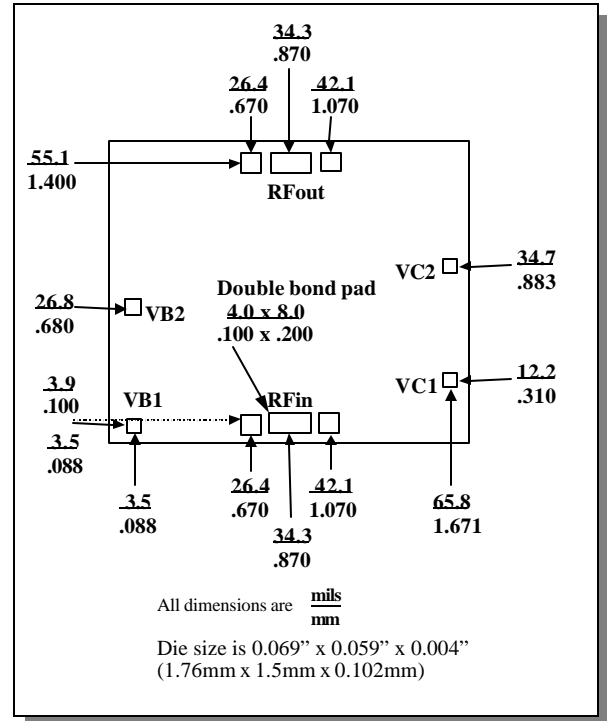 34.3
.870
26.4
.670
42.1
1.070
55.1
1.400
RFout
VC2
34.7
.883
Double bond pad
4.0 x 8.0
.100 x .200
26.8
.680
VB2
VC1
12.2
.310
3.9
.100
VB1
RFin
3.5
.088
3.5
.088
26.4
.670
42.1
1.070
65.8
1.671
34.3
.870
All dimensions are mils
mm
Die size is 0.069” x 0.059” x 0.004”
(1.76mm x 1.5mm x 0.102mm)